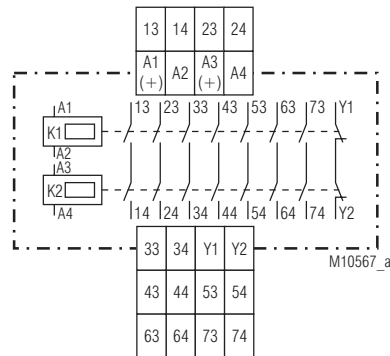 13 14 23 24
A1 (+) A2 A3 (+) A4
A1 13 23 33 43 53 63 73 Y1
K1
A2
A3
K2
A4 14 24 34 44 54 64 74 Y2
33 34 Y1 Y2
M10567_a
43 44 53 54
63 64 73 74